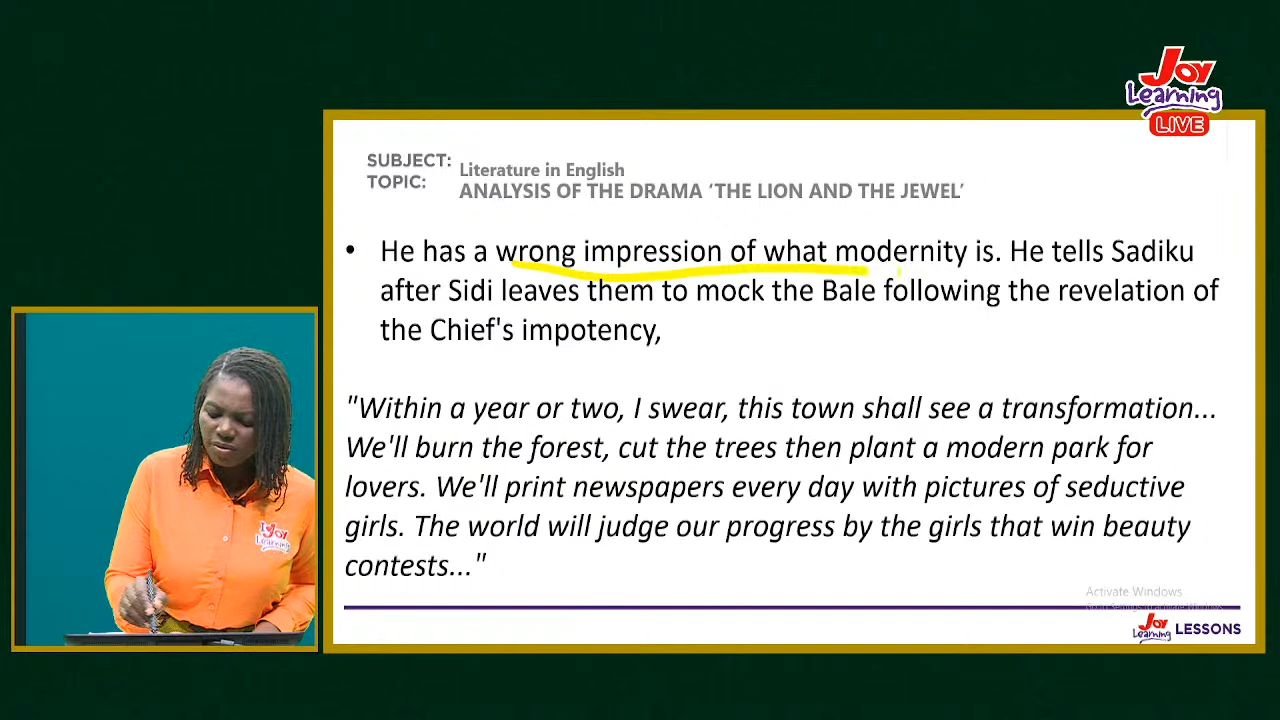 Joy
Learning
LIVE
SUBJECT: Literature in English
TOPIC: ANALYSIS OF THE DRAMA ‘THE LION AND THE JEWEL’
• He has a wrong impression of what modernity is. He tells Sadiku
after Sidi leaves them to mock the Bale following the revelation of
the Chief's impotency,
"Within a year or two, I swear, this town shall see a transformation...
We'll burn the forest, cut the trees then plant a modern park for
lovers. We'll print newspapers every day with pictures of seductive
girls. The world will judge our progress by the girls that win beauty
contests..."
Joy
Learning
Activate Windows
Joy
Learning LESSONS